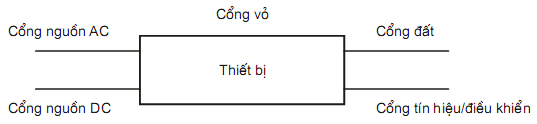 Cổng vỏ
Cổng nguồn AC
Cổng đất
Thiết bị
Cổng nguồn DC
Cổng tín hiệu/điều khiển